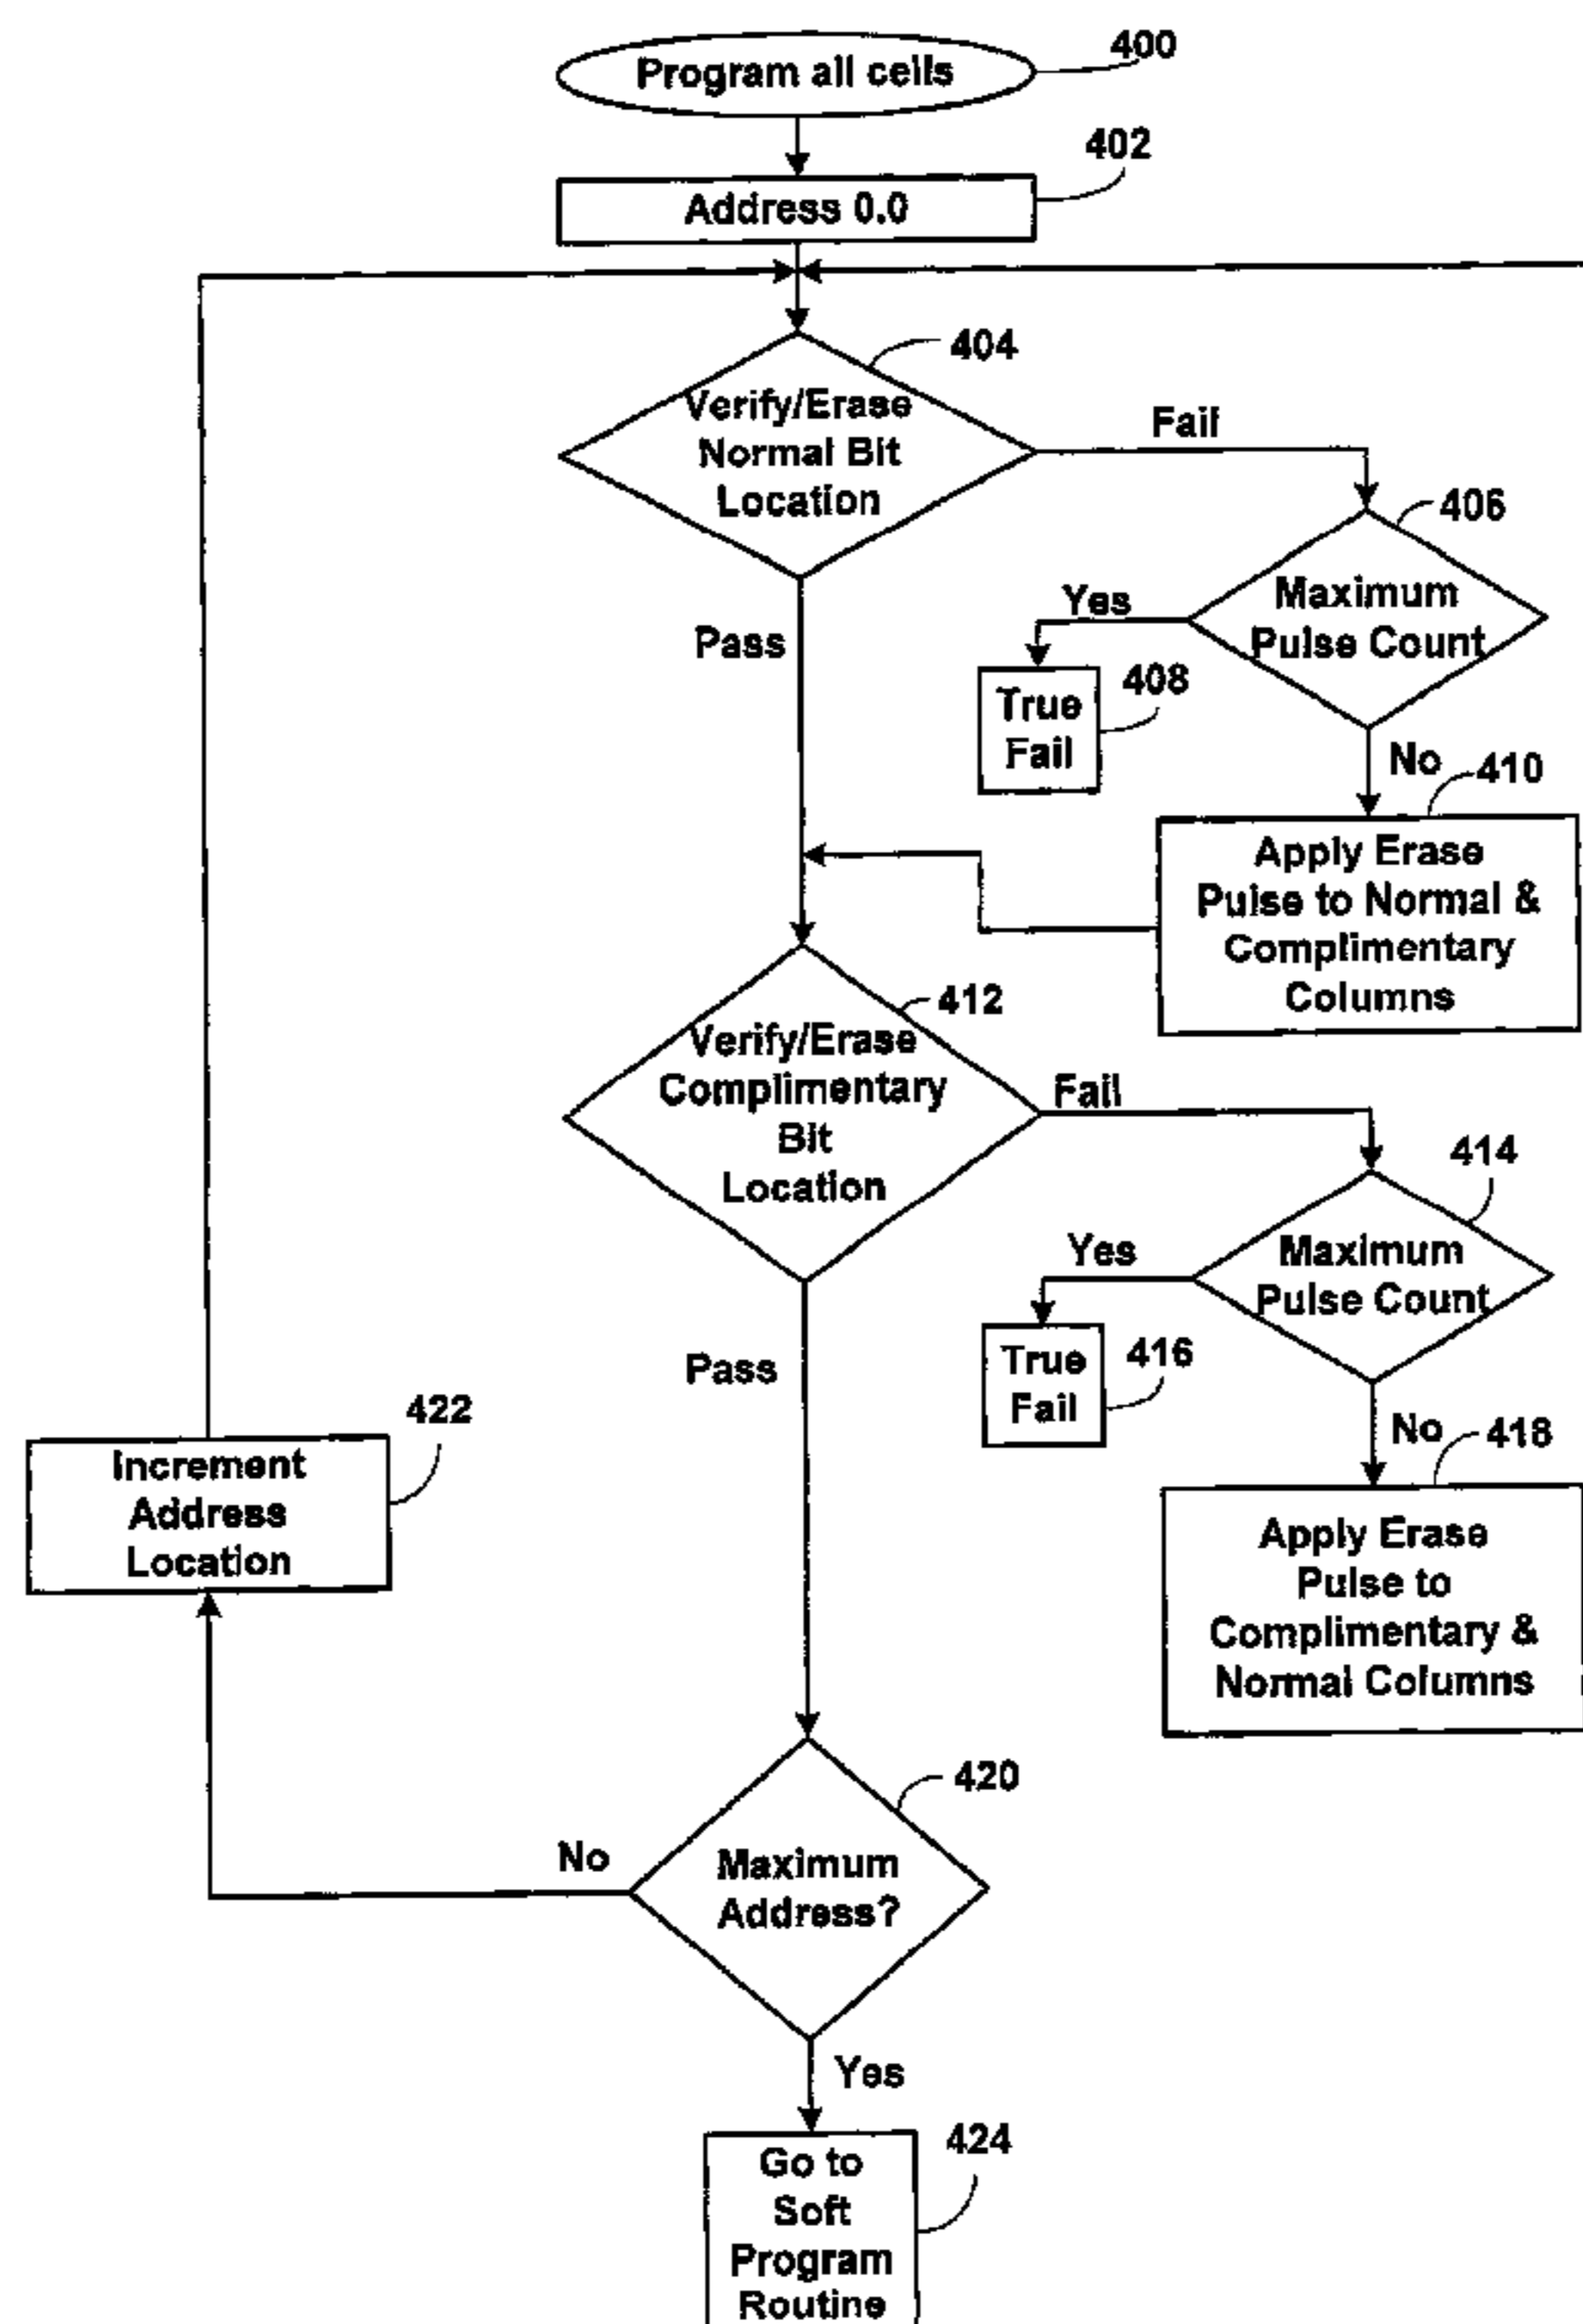 Program all cells
400
Address 0.0
402
Verify/Erase
Normal Bit
Location
404
Fail
Pass
Maximum
Pulse Count
406
Yes
True
Fail
408
No
Apply Erase
Pulse to Normal &
Complimentary
Columns
410
Verify/Erase
Complimentary
Bit
Location
412
Fail
Pass
Maximum
Pulse Count
414
Yes
True
Fail
416
No
Apply Erase
Pulse to
Complimentary &
Normal Columns
418
Increment
Address
Location
422
Maximum
Address?
420
No
Yes
Go to
Soft
Program
Routine
424